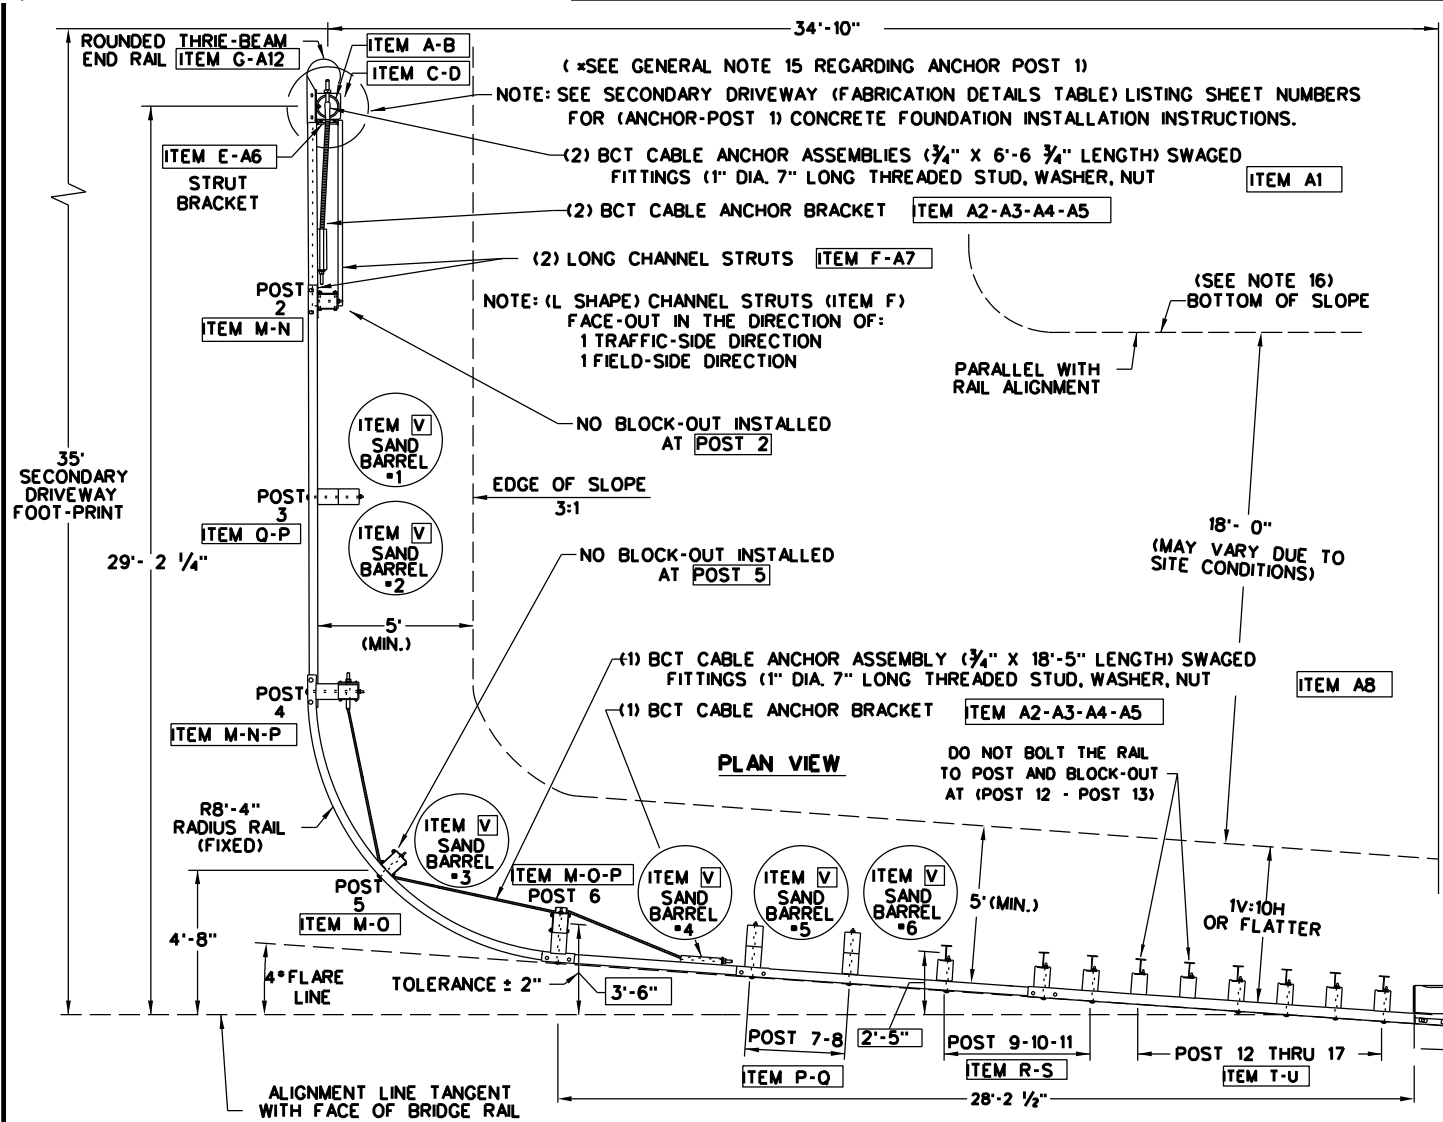 34'-10"
ROUNDED THRIE-BEAM
END RAIL ITEM G-A12
ITEM A-B
ITEM C-D
(*SEE GENERAL NOTE 15 REGARDING ANCHOR POST 1)
NOTE: SEE SECONDARY DRIVEWAY (FABRICATION DETAILS TABLE) LISTING SHEET NUMBERS
FOR (ANCHOR-POST 1) CONCRETE FOUNDATION INSTALLATION INSTRUCTIONS.
ITEM E-A6
STRUT
BRACKET
(2) BCT CABLE ANCHOR ASSEMBLIES (3/4" X 6'-6 3/4" LENGTH) SWAGED
FITTINGS (1" DIA. 7" LONG THREADED STUD, WASHER, NUT
ITEM A1
(2) BCT CABLE ANCHOR BRACKET
ITEM A2-A3-A4-A5
(2) LONG CHANNEL STRUTS
ITEM F-A7
POST
2
ITEM M-N
NOTE: (L SHAPE) CHANNEL STRUTS (ITEM F)
FACE-OUT IN THE DIRECTION OF:
1 TRAFFIC-SIDE DIRECTION
1 FIELD-SIDE DIRECTION
(SEE NOTE 16)
BOTTOM OF SLOPE
PARALLEL WITH
RAIL ALIGNMENT
ITEM V
SAND
BARREL
#1
NO BLOCK-OUT INSTALLED
AT POST 2
35'
SECONDARY
DRIVEWAY
FOOT-PRINT
POST
3
ITEM Q-P
EDGE OF SLOPE
3:1
ITEM V
SAND
BARREL
#2
29'- 2 1/4"
NO BLOCK-OUT INSTALLED
AT POST 5
18'- 0"
(MAY VARY DUE TO
SITE CONDITIONS)
5'
(MIN.)
(1) BCT CABLE ANCHOR ASSEMBLY (3/4" X 18'-5" LENGTH) SWAGED
FITTINGS (1" DIA. 7" LONG THREADED STUD, WASHER, NUT
ITEM A8
POST
4
ITEM M-N-P
(1) BCT CABLE ANCHOR BRACKET
ITEM A2-A3-A4-A5
PLAN VIEW
DO NOT BOLT THE RAIL
TO POST AND BLOCK-OUT
AT (POST 12 - POST 13)
R8'-4"
RADIUS RAIL
(FIXED)
ITEM V
SAND
BARREL
#3
ITEM M-O-P
POST 6
ITEM V
SAND
BARREL
#4
ITEM V
SAND
BARREL
#5
ITEM V
SAND
BARREL
#6
5'(MIN.)
1V:10H
OR FLATTER
POST
5
ITEM M-O
4'-8"
4° FLARE
LINE
TOLERANCE ± 2"
3'-6"
POST 7-8
ITEM P-Q
2'-5"
POST 9-10-11
ITEM R-S
POST 12 THRU 17
ITEM T-U
28'-2 1/2"
ALIGNMENT LINE TANGENT
WITH FACE OF BRIDGE RAIL